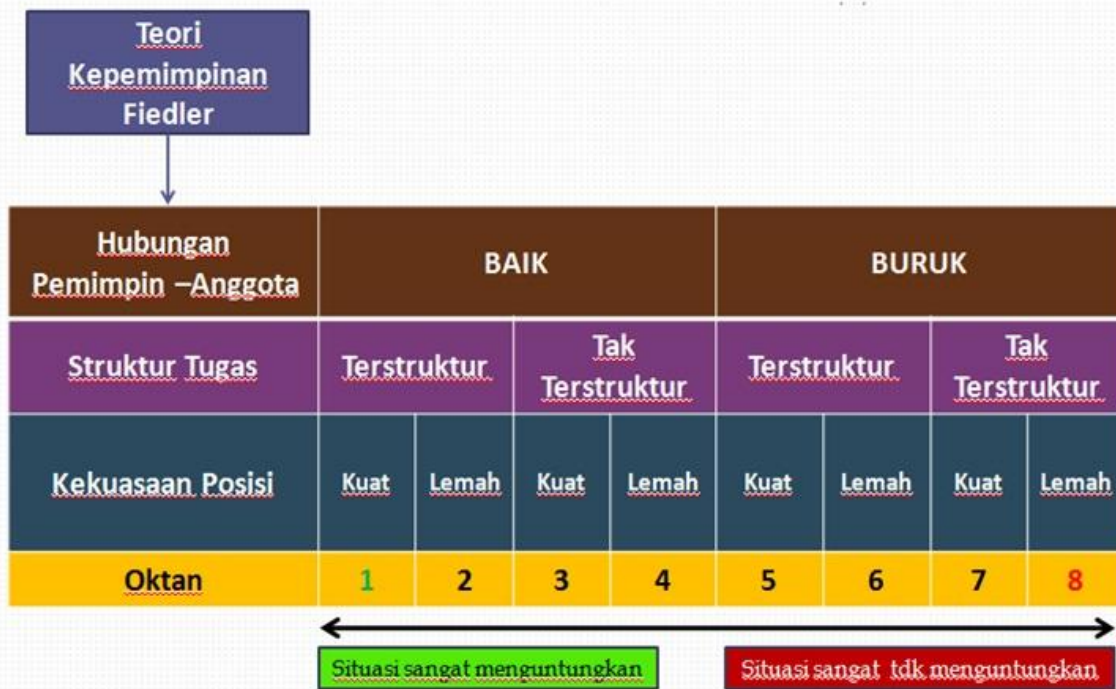 Teori
Kepemimpinan
Fiedler
Hubungan
Pemimpin –Anggota
BAIK
BURUK
Struktur Tugas
Terstruktur
Tak
Terstruktur
Terstruktur
Tak
Terstruktur
Kekuasaan Posisi
Kuat
Lemah
Kuat
Lemah
Kuat
Lemah
Kuat
Lemah
Oktan
1
2
3
4
5
6
7
8
Situasi sangat menguntungkan
Situasi sangat tdk menguntungkan